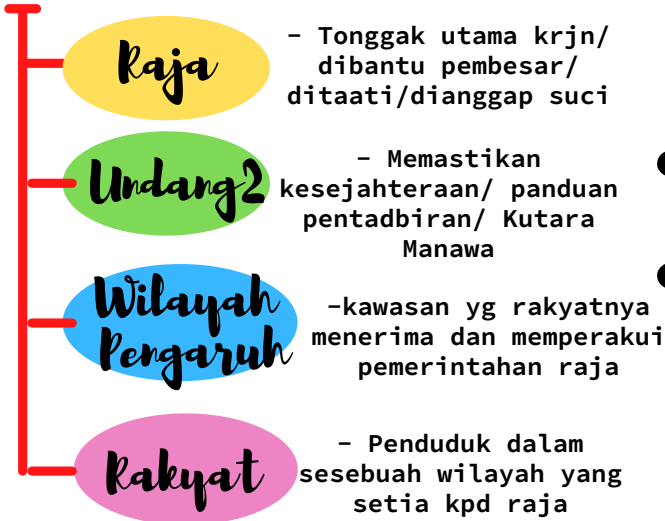 Raja
- Tonggak utama krjn/
dibantu pembesar/
ditaati/dianggap suci
Undang2
- Memastikan
kesejahteraan/ panduan
pentadbiran/ Kutara
Manawa
Wilayah
Pengaruh
-kawasan yg rakyatnya
menerima dan memperakui
pemerintahan raja
Rakyat
- Penduduk dalam
sesebuah wilayah yang
setia kpd raja